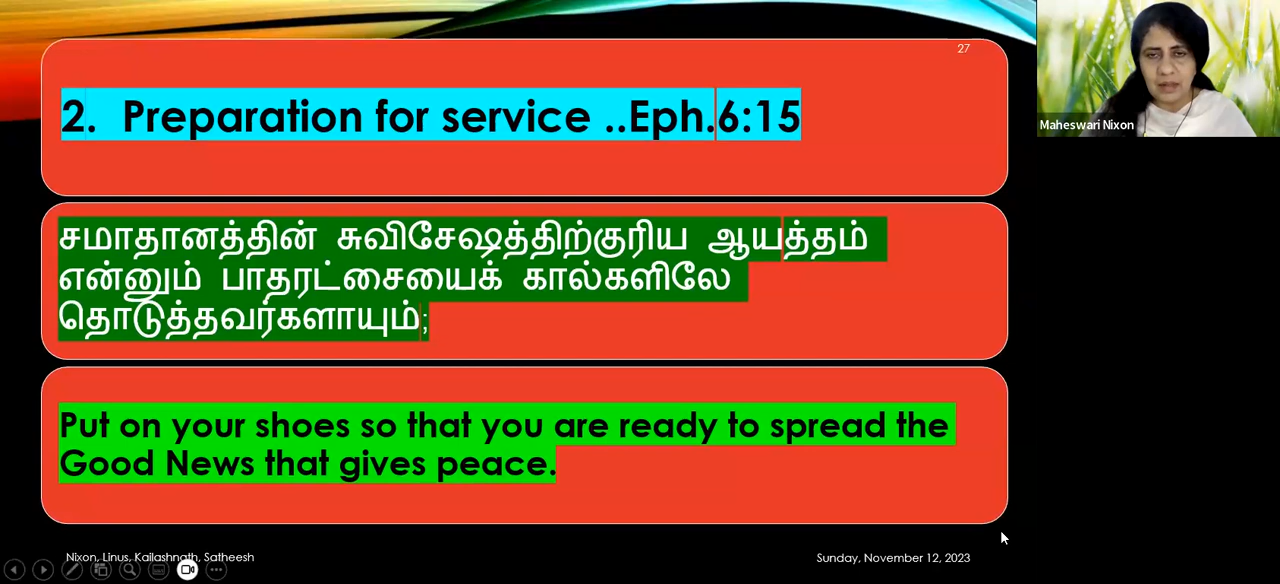 27
2. Preparation for service ..Eph.6:15
சமாதானத்தின் சுவிசேஷத்திற்குரிய ஆயத்தம்
என்னும் பாதரட்சையைக் கால்களிலே
தொடுத்தவர்களாயும்;
Put on your shoes so that you are ready to spread the
Good News that gives peace.
Nixon, Linus, Kailashnath, Satheesh
Sunday, November 12, 2023
Maheswari Nixon